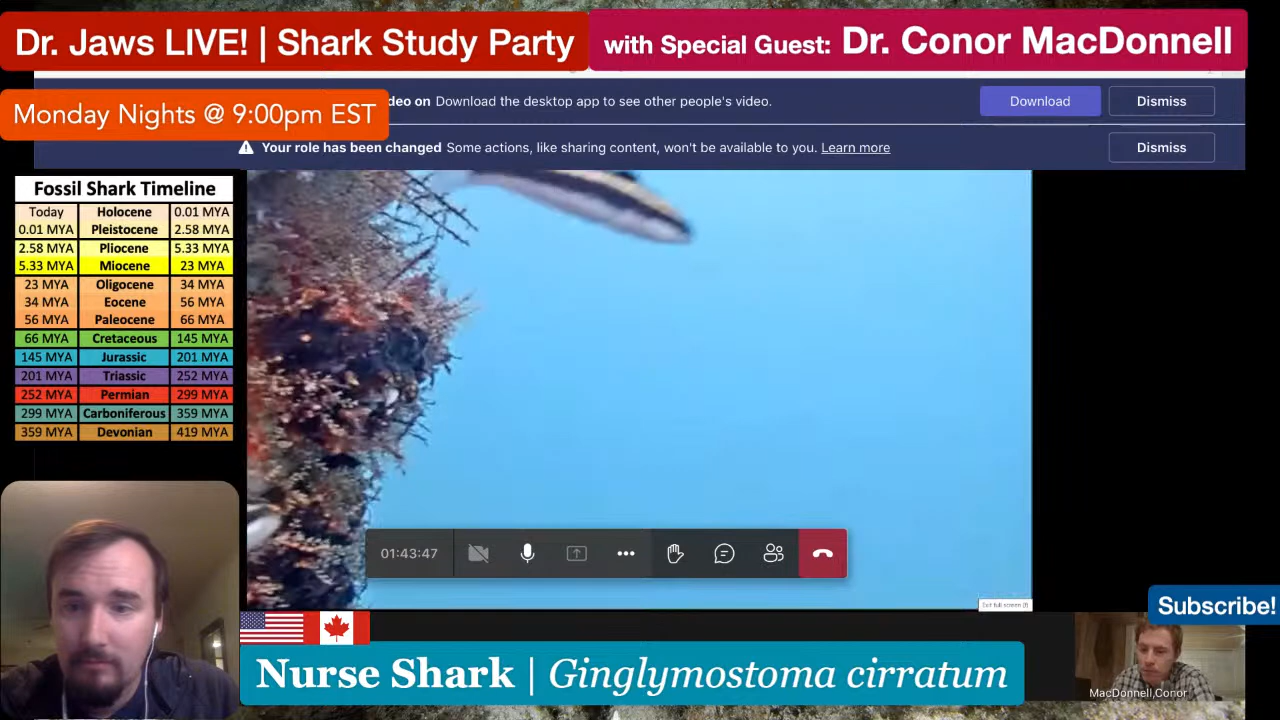 Dr. Jaws LIVE! | Shark Study Party
with Special Guest: Dr. Conor MacDonnell
Monday Nights @ 9:00pm EST
deo on Download the desktop app to see other people's video.
Download
Dismiss
Your role has been changed Some actions, like sharing content, won't be available to you. Learn more
Dismiss
Fossil Shark Timeline
Today Holocene 0.01 MYA
0.01 MYA Pleistocene 2.58 MYA
2.58 MYA Pliocene 5.33 MYA
5.33 MYA Miocene 23 MYA
23 MYA Oligocene 34 MYA
34 MYA Eocene 56 MYA
56 MYA Paleocene 66 MYA
66 MYA Cretaceous 145 MYA
145 MYA Jurassic 201 MYA
201 MYA Triassic 252 MYA
252 MYA Permian 299 MYA
299 MYA Carboniferous 359 MYA
359 MYA Devonian 419 MYA
01:43:47
Exit full screen (f)
Subscribe!
Nurse Shark | Ginglymostoma cirratum
MacDonnell,Conor